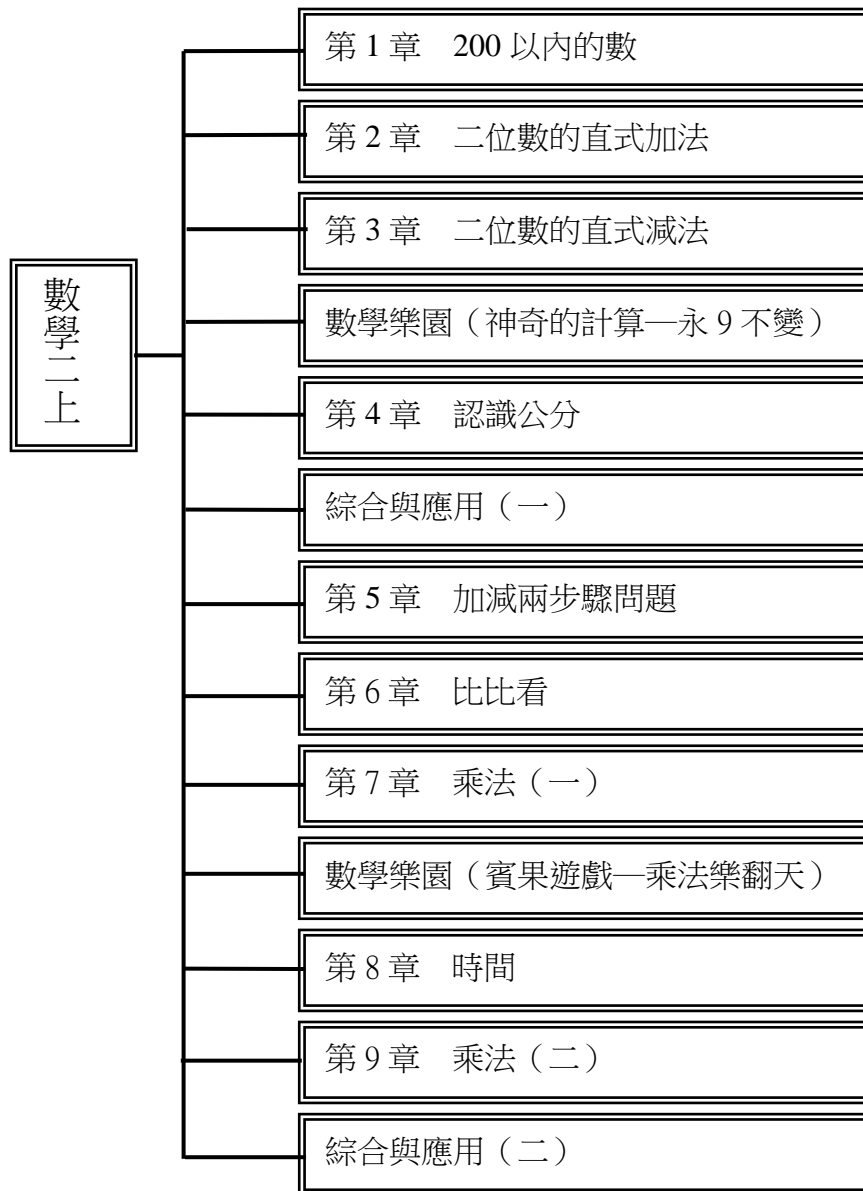 數學二上
第 1 章　200 以內的數
第 2 章　二位數的直式加法
第 3 章　二位數的直式減法
數學樂園（神奇的計算—永 9 不變）
第 4 章　認識公分
綜合與應用（一）
第 5 章　加減兩步驟問題
第 6 章　比比看
第 7 章　乘法（一）
數學樂園（賓果遊戲—乘法樂翻天）
第 8 章　時間
第 9 章　乘法（二）
綜合與應用（二）